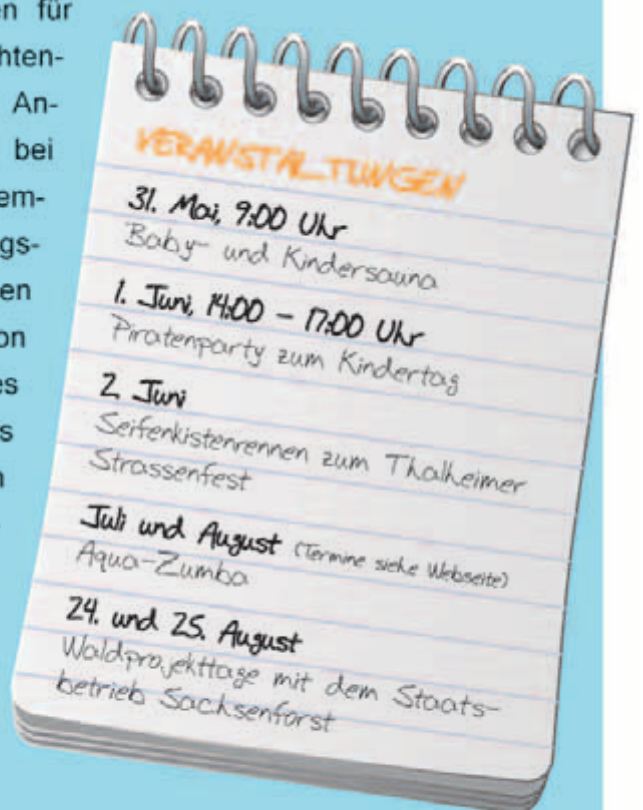 en für
hten-
An-
bei
em-
gs-
en
on
es
s
VERANSTALTUNGEN
31. Mai, 9:00 Uhr
Baby- und Kindersauna
1. Juni, 14:00 – 17:00 Uhr
Piratenparty zum Kindertag
2. Juni
Seifenkistenrennen zum Thalheimer
Strassenfest
Juli und August (Termine siehe Webseite)
Aqua-Zumba
24. und 25. August
Waldprojekttage mit dem Staats-
betrieb Sachsenforst